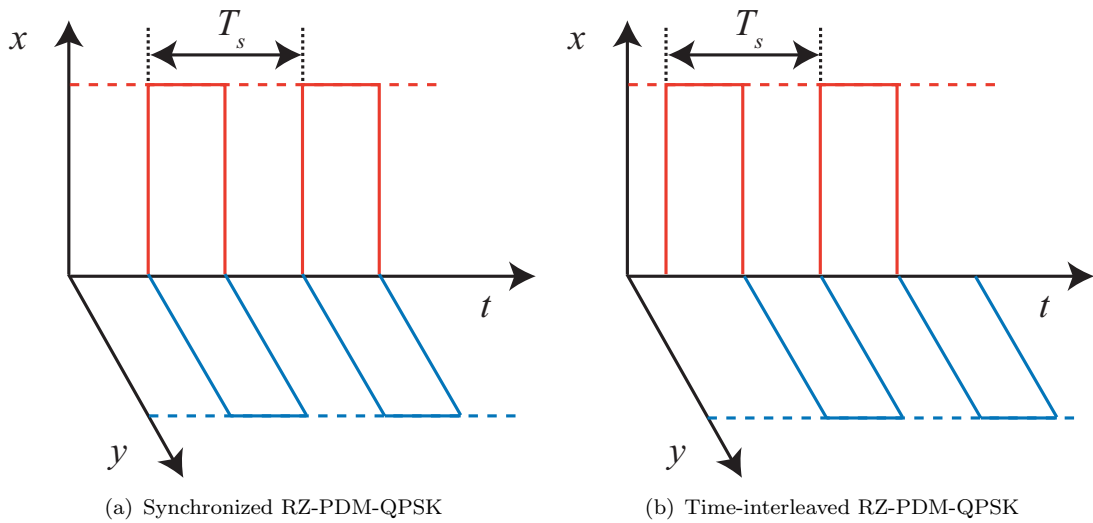 x
T_s
t
y
(a) Synchronized RZ-PDM-QPSK
x
T_s
t
y
(b) Time-interleaved RZ-PDM-QPSK